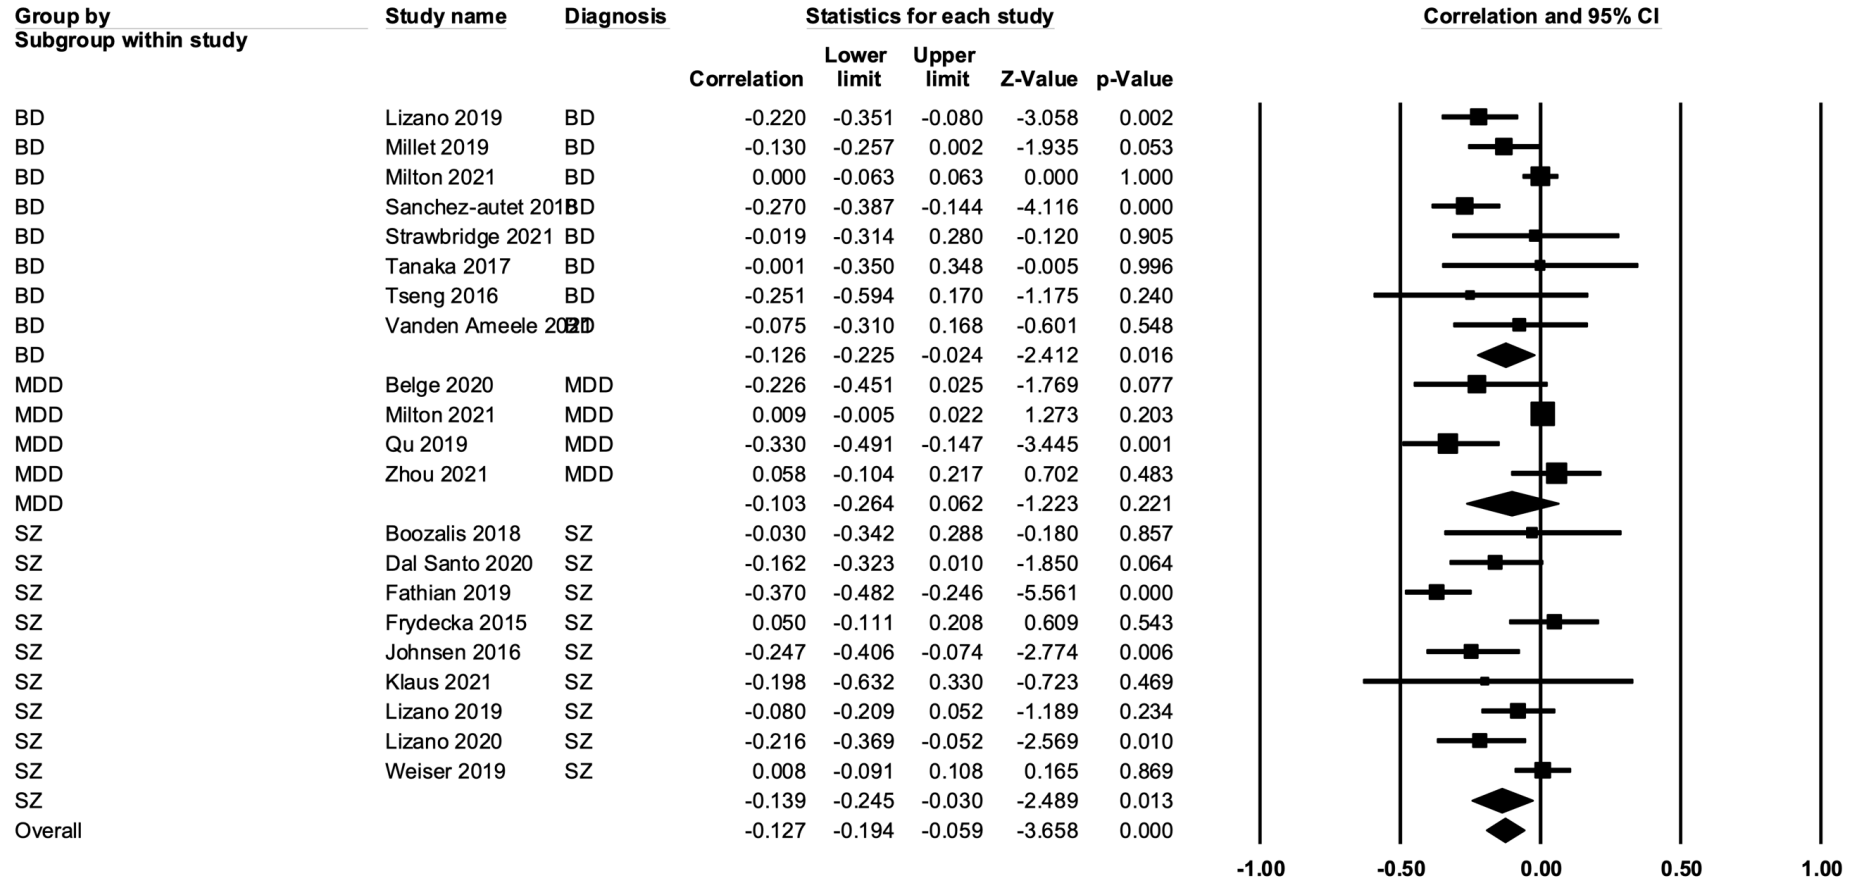 Group by Study name Diagnosis Statistics for each study Correlation and 95% CI
Subgroup within study
Lower Upper
Correlation limit limit Z-Value p-Value
BD Lizano 2019 BD -0.220 -0.351 -0.080 -3.058 0.002
BD Millet 2019 BD -0.130 -0.257 0.002 -1.935 0.053
BD Milton 2021 BD 0.000 -0.063 0.063 0.000 1.000
BD Sanchez-autet BD -0.270 -0.387 -0.144 -4.116 0.000
BD Strawbridge 2021 BD -0.019 -0.314 0.280 -0.120 0.905
BD Tanaka 2017 BD -0.001 -0.350 0.348 -0.005 0.996
BD Tseng 2016 BD -0.251 -0.594 0.170 -1.175 0.240
BD Vanden Ameele 2021 BD -0.075 -0.310 0.168 -0.601 0.548
BD -0.126 -0.225 -0.024 -2.412 0.016
MDD Belge 2020 MDD -0.226 -0.451 0.025 -1.769 0.077
MDD Milton 2021 MDD 0.009 -0.005 0.022 1.273 0.203
MDD Qu 2019 MDD -0.330 -0.491 -0.147 -3.445 0.001
MDD Zhou 2021 MDD 0.058 -0.104 0.217 0.702 0.483
MDD -0.103 -0.264 0.062 -1.223 0.221
SZ Boozalis 2018 SZ -0.030 -0.342 0.288 -0.180 0.857
SZ Dal Santo 2020 SZ -0.162 -0.323 0.010 -1.850 0.064
SZ Fathian 2019 SZ -0.370 -0.482 -0.246 -5.561 0.000
SZ Frydecka 2015 SZ 0.050 -0.111 0.208 0.609 0.543
SZ Johnsen 2016 SZ -0.247 -0.406 -0.074 -2.774 0.006
SZ Klaus 2021 SZ -0.198 -0.632 0.330 -0.723 0.469
SZ Lizano 2019 SZ -0.080 -0.209 0.052 -1.189 0.234
SZ Lizano 2020 SZ -0.216 -0.369 -0.052 -2.569 0.010
SZ Weiser 2019 SZ 0.008 -0.091 0.108 0.165 0.869
SZ -0.139 -0.245 -0.030 -2.489 0.013
Overall -0.127 -0.194 -0.059 -3.658 0.000
-1.00 -0.50 0.00 0.50 1.00